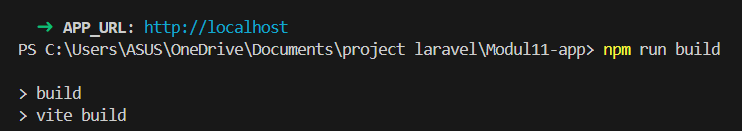 ➜ APP_URL: http://localhost
PS C:\Users\ASUS\OneDrive\Documents\project laravel\Modul11-app> npm run build
> build
> vite build